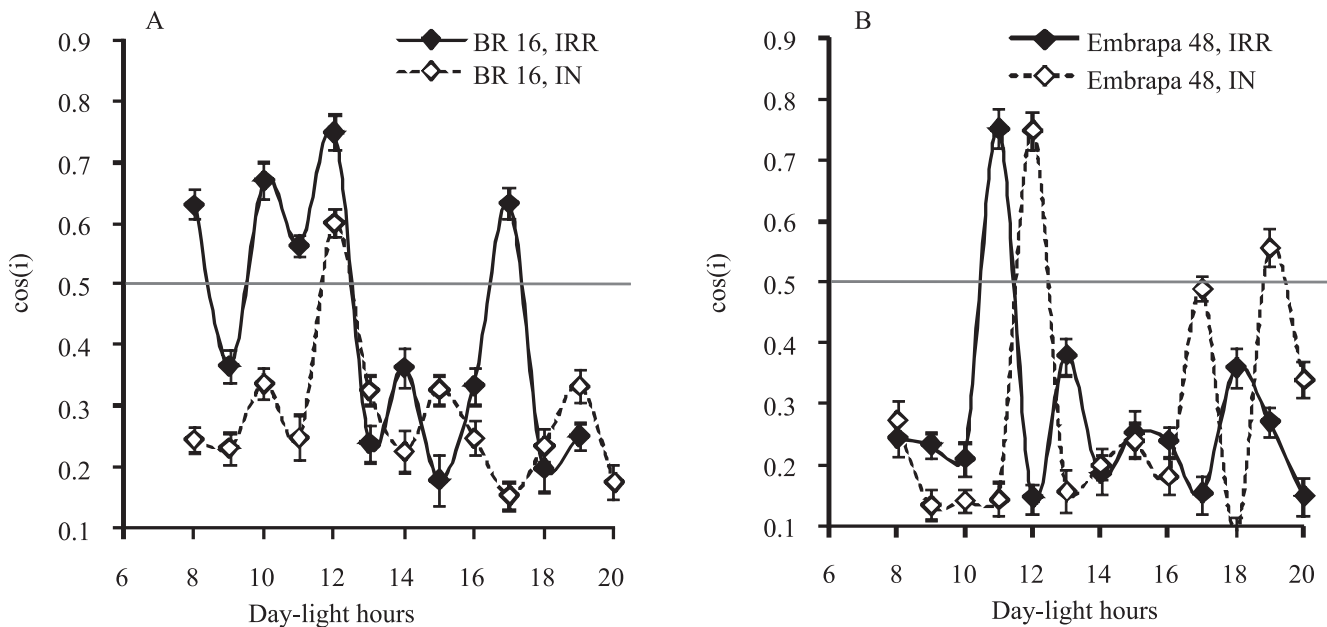 A
BR 16, IRR
BR 16, IN
0.9
0.8
0.7
0.6
0.5
0.4
0.3
0.2
0.1
cos(i)
6 8 10 12 14 16 18 20
Day-light hours
B
Embrapa 48, IRR
Embrapa 48, IN
0.9
0.8
0.7
0.6
0.5
0.4
0.3
0.2
0.1
cos(i)
6 8 10 12 14 16 18 20
Day-light hours